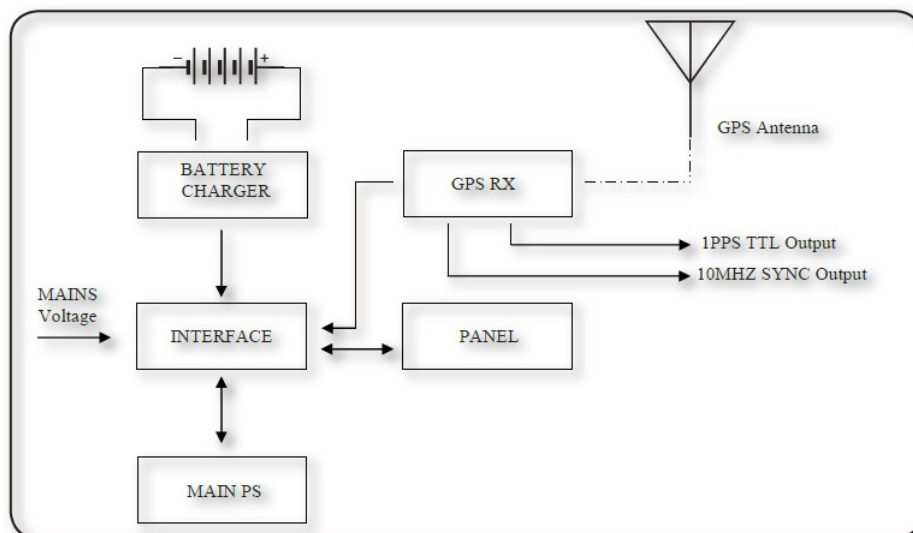 − +
GPS Antenna
BATTERY
CHARGER
GPS RX
1PPS TTL Output
10MHZ SYNC Output
MAINS
Voltage
INTERFACE
PANEL
MAIN PS